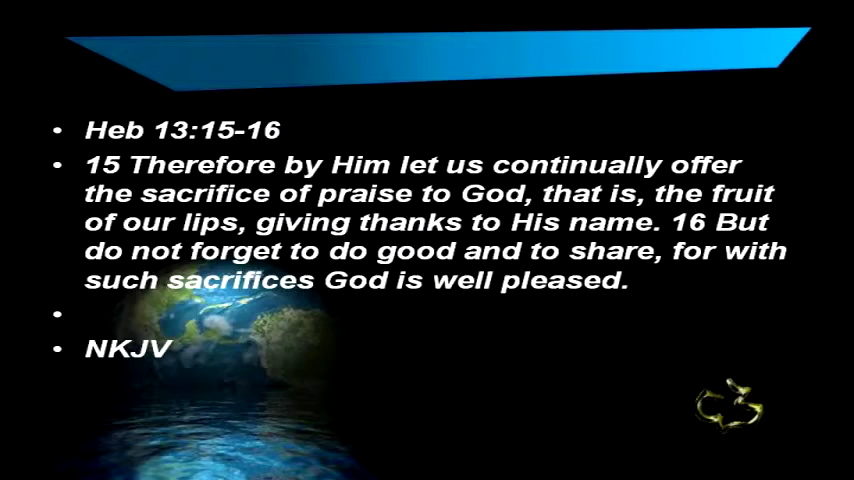 • Heb 13:15-16
• 15 Therefore by Him let us continually offer
the sacrifice of praise to God, that is, the fruit
of our lips, giving thanks to His name. 16 But
do not forget to do good and to share, for with
such sacrifices God is well pleased.
•
• NKJV